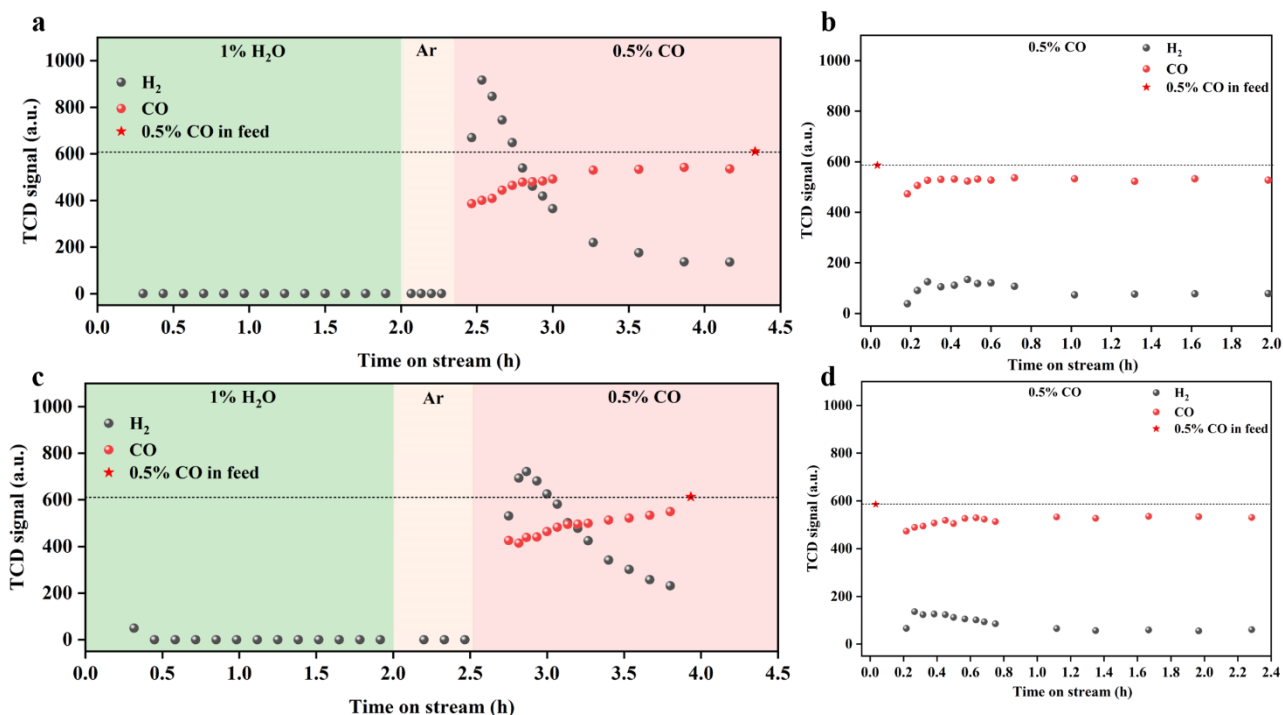 a
1% H₂O
Ar
0.5% CO
H₂
CO
0.5% CO in feed
TCD signal (a.u.)
1000
800
600
400
200
0
0.0 0.5 1.0 1.5 2.0 2.5 3.0 3.5 4.0 4.5
Time on stream (h)
b
0.5% CO
H₂
CO
0.5% CO in feed
TCD signal (a.u.)
1000
800
600
400
200
0
0.0 0.2 0.4 0.6 0.8 1.0 1.2 1.4 1.6 1.8 2.0
Time on stream (h)
c
1% H₂O
Ar
0.5% CO
H₂
CO
0.5% CO in feed
TCD signal (a.u.)
1000
800
600
400
200
0
0.0 0.5 1.0 1.5 2.0 2.5 3.0 3.5 4.0 4.5
Time on stream (h)
d
0.5% CO
H₂
CO
0.5% CO in feed
TCD signal (a.u.)
1000
800
600
400
200
0
0.0 0.2 0.4 0.6 0.8 1.0 1.2 1.4 1.6 1.8 2.0 2.2 2.4
Time on stream (h)